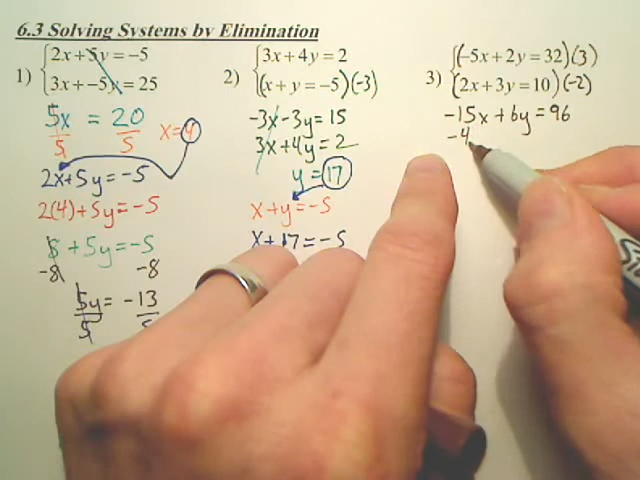 6.3 Solving Systems by Elimination
1) 2x + 5y = -5
3x + -5y = 25
5x = 20
5 5 x = 4
2x + 5y = -5
2(4) + 5y = -5
8 + 5y = -5
-8 -8
5y = -13
5 5
2) 3x + 4y = 2
(x + y = -5)(-3)
-3x - 3y = 15
3x + 4y = 2
y = 17
x + y = -5
x + 17 = -5
3) (-5x + 2y = 32)(3)
(2x + 3y = 10)(-2)
-15x + 6y = 96
-4